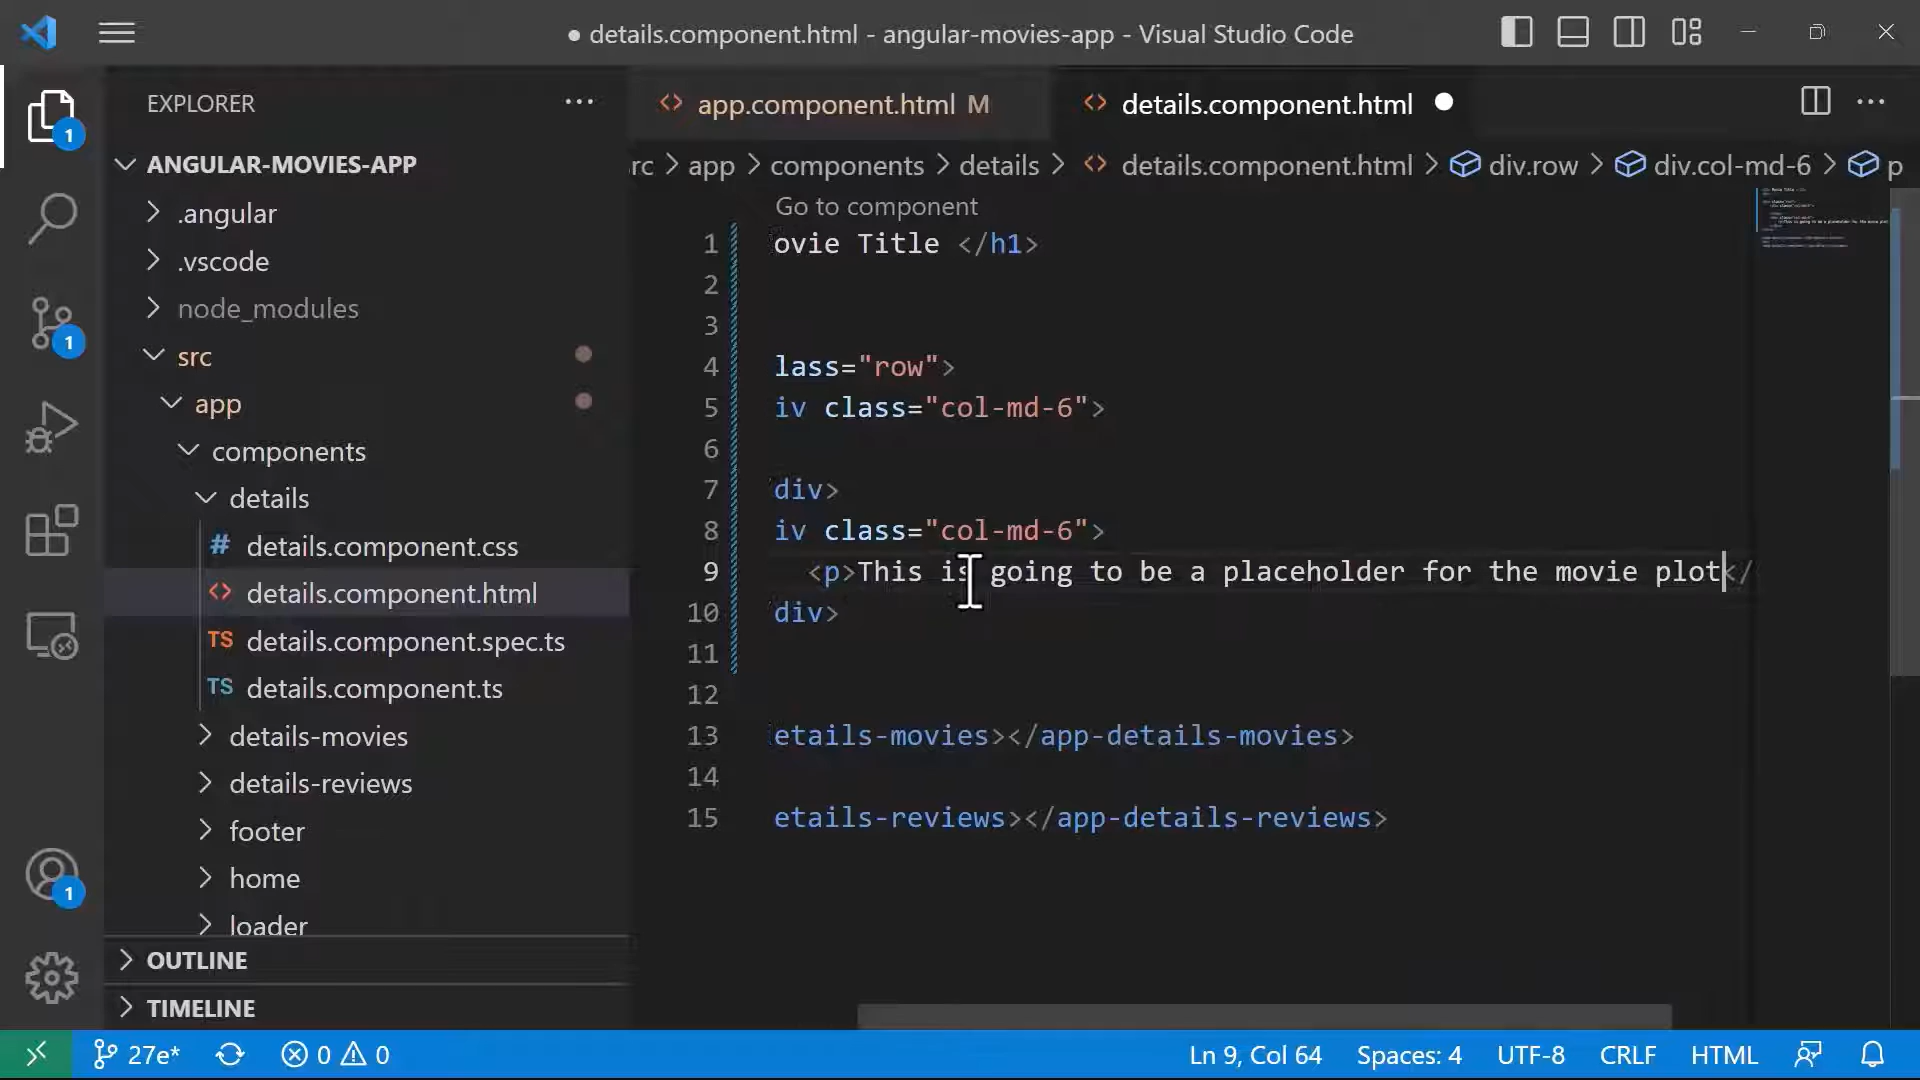 details.component.html - angular-movies-app - Visual Studio Code
EXPLORER
ANGULAR-MOVIES-APP
.angular
.vscode
node_modules
src
app
components
details
# details.component.css
<> details.component.html
TS details.component.spec.ts
TS details.component.ts
details-movies
details-reviews
footer
home
loader
OUTLINE
TIMELINE
1
1
1
<> app.component.html M
<> details.component.html
rc > app > components > details > <> details.component.html > div.row > div.col-md-6 > p
Go to component
1 ovie Title </h1>
2
3
4 lass="row">
5 iv class="col-md-6">
6
7 div>
8 iv class="col-md-6">
9 <p>This is going to be a placeholder for the movie plot</
10 div>
11
12
13 etails-movies></app-details-movies>
14
15 etails-reviews></app-details-reviews>
27e* 0 0 Ln 9, Col 64 Spaces: 4 UTF-8 CRLF HTML